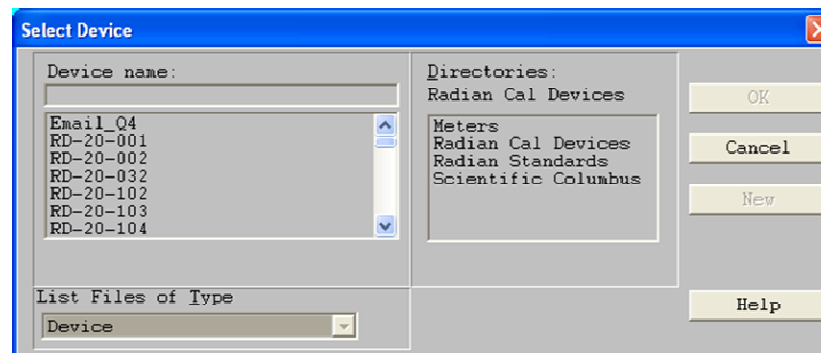 Select Device
Device name:
Email_Q4
RD-20-001
RD-20-002
RD-20-032
RD-20-102
RD-20-103
RD-20-104
List Files of Type
Device
Directories:
Radian Cal Devices
Meters
Radian Cal Devices
Radian Standards
Scientific Columbus
OK
Cancel
New
Help